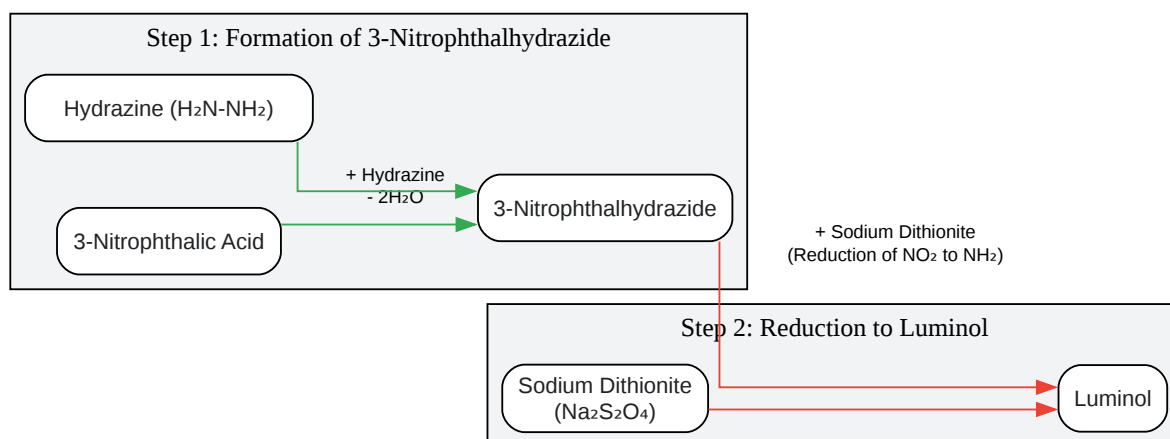 Step 1: Formation of 3-Nitrophthalhydrazide
Hydrazine (H₂N-NH₂)
+ Hydrazine
- 2H₂O
3-Nitrophthalhydrazide
3-Nitrophthalic Acid
+ Sodium Dithionite
(Reduction of NO₂ to NH₂)
Step 2: Reduction to Luminol
Sodium Dithionite
(Na₂S₂O₄)
Luminol